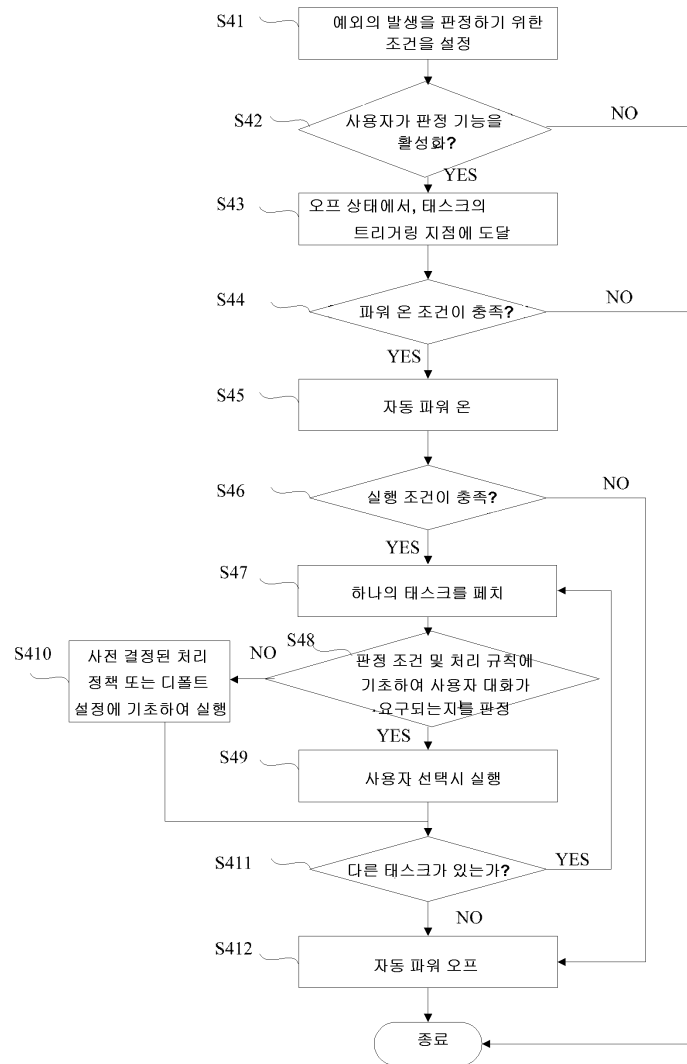 S41
예외의 발생을 판정하기 위한
조건을 설정
S42
사용자가 판정 기능을
활성화?
NO
YES
S43
오프 상태에서, 태스크의
트리거링 지점에 도달
S44
파워 온 조건이 충족?
NO
YES
S45
자동 파워 온
S46
실행 조건이 충족?
NO
YES
S47
하나의 태스크를 페치
S48
판정 조건 및 처리 규칙에
기초하여 사용자 대화가
요구되는지를 판정
NO
S410
사전 결정된 처리
정책 또는 디폴트
설정에 기초하여 실행
YES
S49
사용자 선택시 실행
S411
다른 태스크가 있는가?
YES
NO
S412
자동 파워 오프
종료